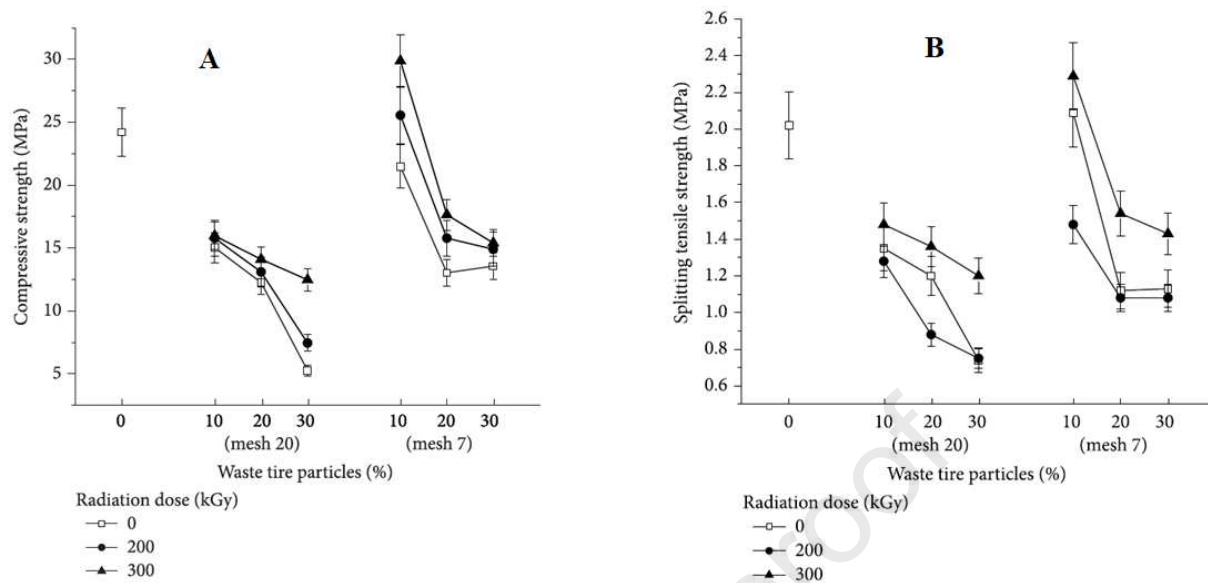 A
Compressive strength (MPa)
30
25
20
15
10
5
0 10 20 30 10 20 30
(mesh 20) (mesh 7)
Waste tire particles (%)
Radiation dose (kGy)
0
200
300
B
Splitting tensile strength (MPa)
2.6
2.4
2.2
2.0
1.8
1.6
1.4
1.2
1.0
0.8
0.6
0 10 20 30 10 20 30
(mesh 20) (mesh 7)
Waste tire particles (%)
Radiation dose (kGy)
0
200
300
roof